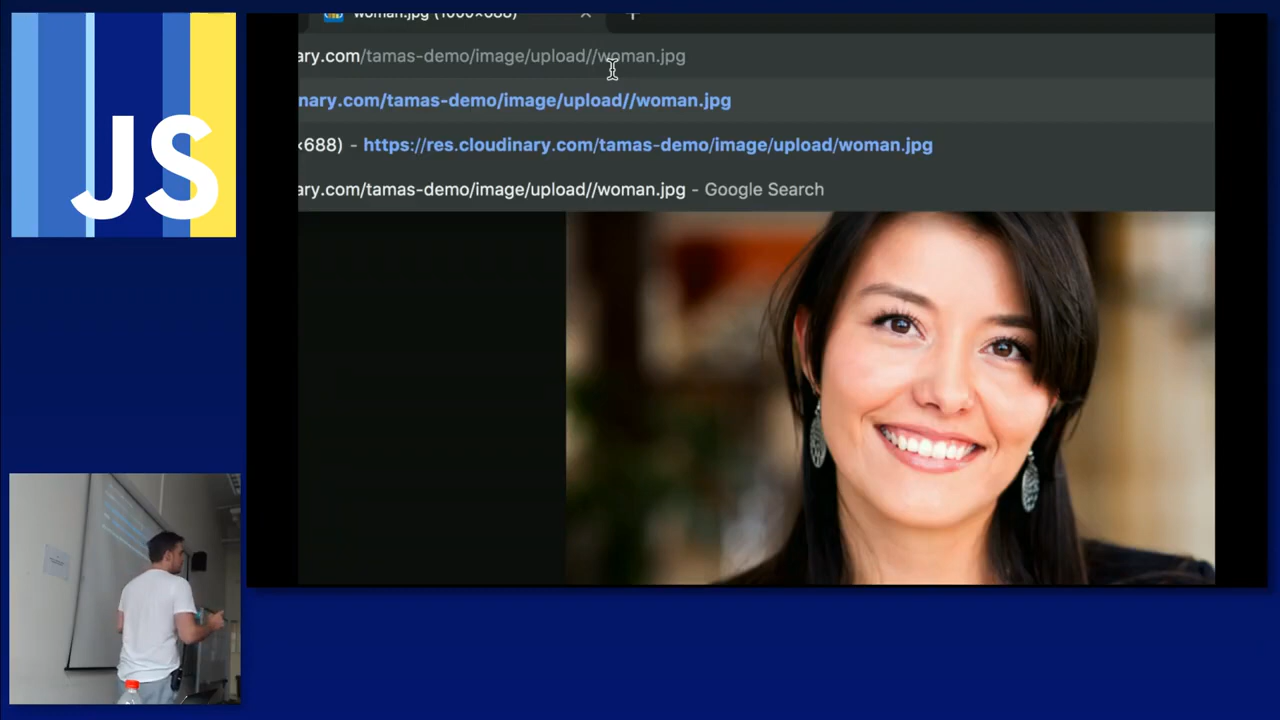 JS
woman.jpg (1000×688)
ary.com/tamas-demo/image/upload//woman.jpg
nary.com/tamas-demo/image/upload//woman.jpg
×688) - https://res.cloudinary.com/tamas-demo/image/upload/woman.jpg
ary.com/tamas-demo/image/upload//woman.jpg - Google Search